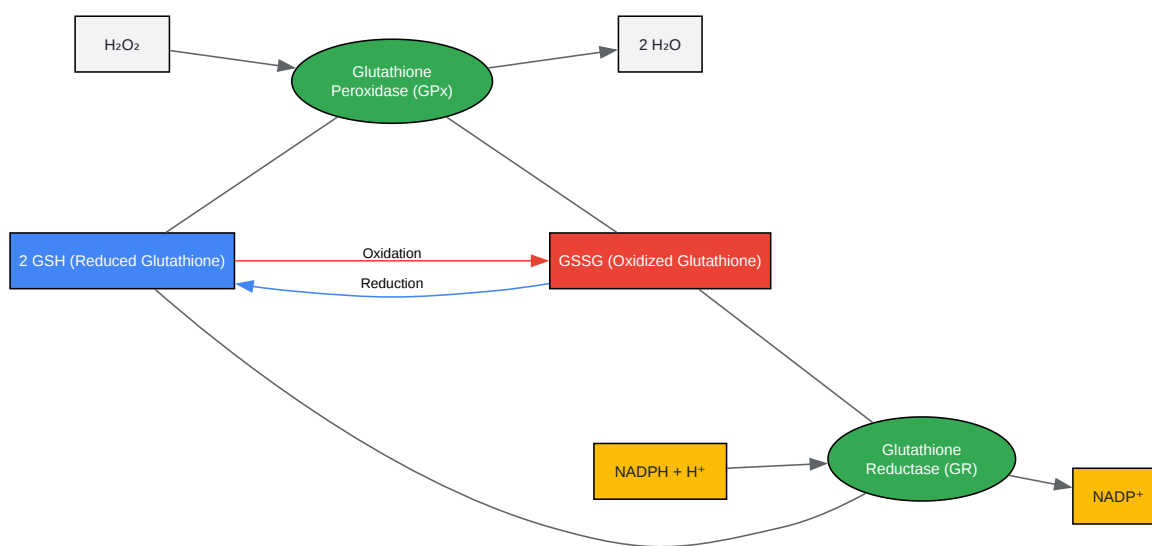 H₂O₂
2 H₂O
Glutathione
Peroxidase (GPx)
2 GSH (Reduced Glutathione)
Oxidation
Reduction
GSSG (Oxidized Glutathione)
NADPH + H⁺
Glutathione
Reductase (GR)
NADP⁺